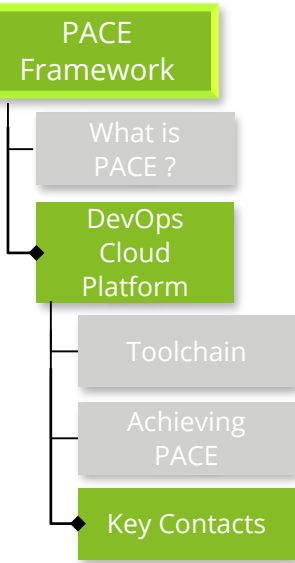 PACE
Framework
What is
PACE ?
DevOps
Cloud
Platform
Toolchain
Achieving
PACE
Key Contacts